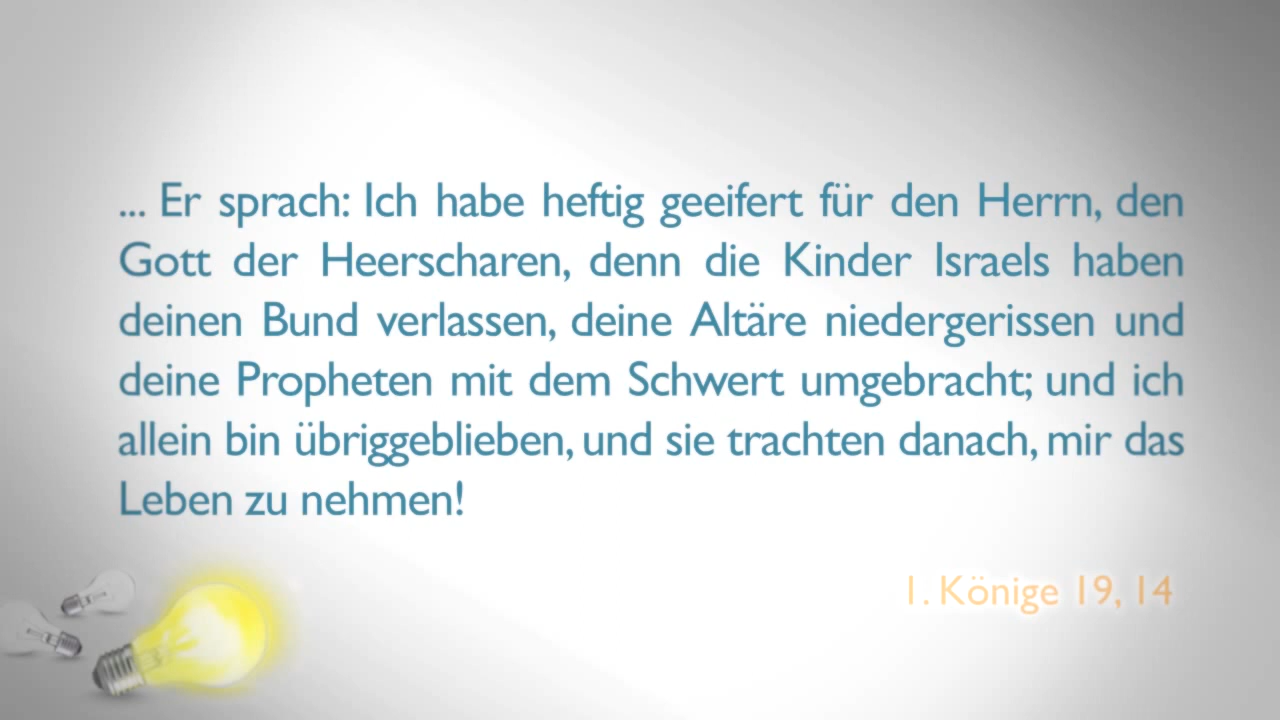 ... Er sprach: Ich habe heftig geeifert für den Herrn, den
Gott der Heerscharen, denn die Kinder Israels haben
deinen Bund verlassen, deine Altäre niedergerissen und
deine Propheten mit dem Schwert umgebracht; und ich
allein bin übriggeblieben, und sie trachten danach, mir das
Leben zu nehmen!
1. Könige 19, 14